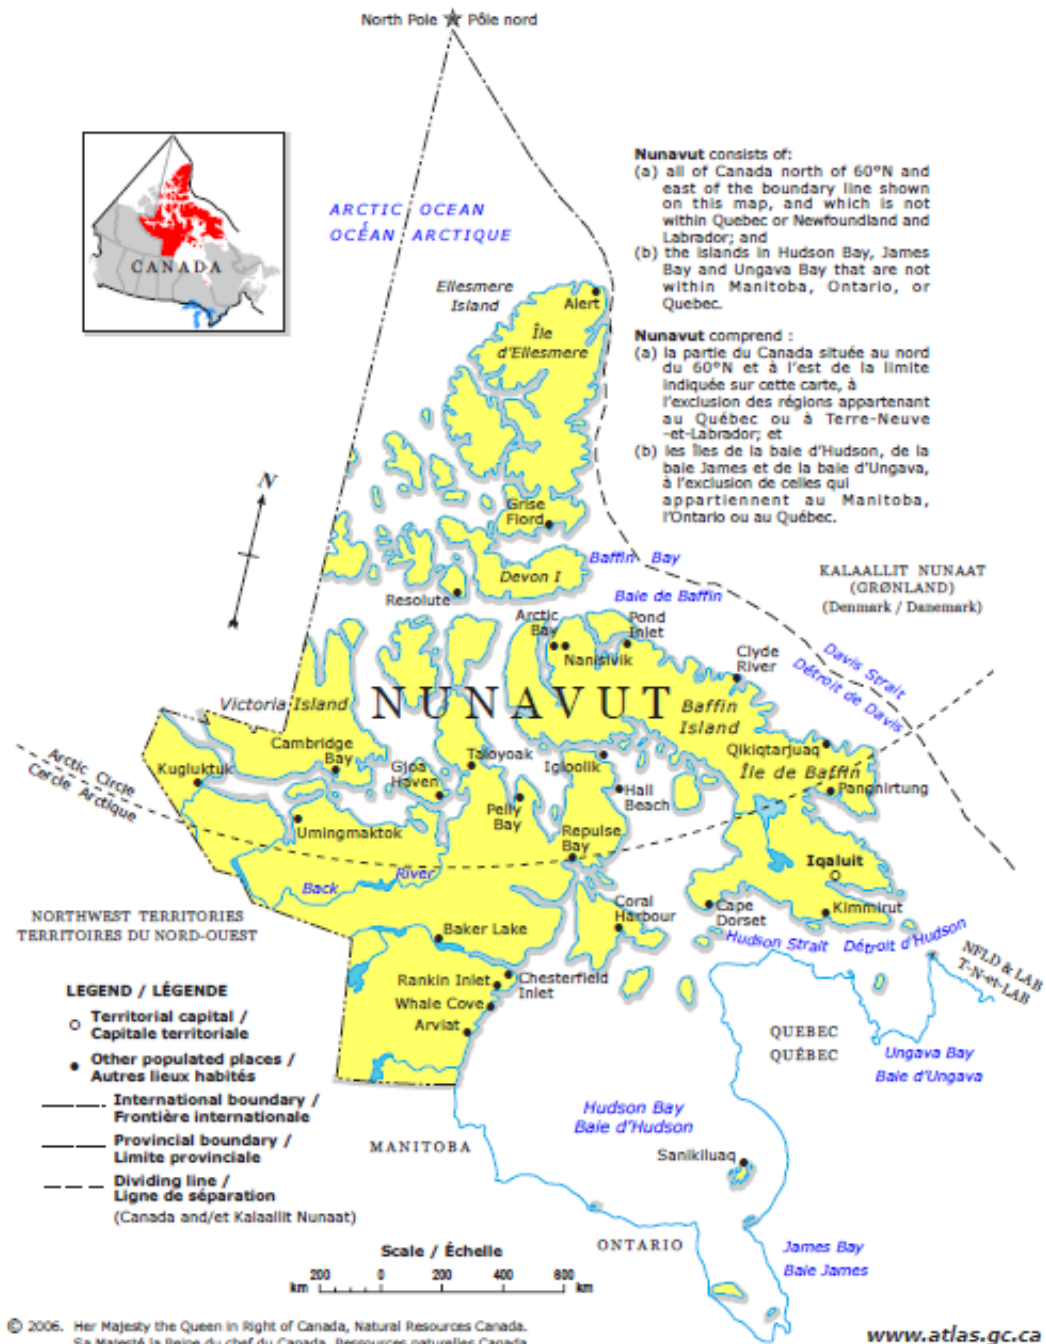 North Pole Pôle nord
CANADA
ARCTIC OCEAN
OCÉAN ARCTIQUE
Nunavut consists of:
(a) all of Canada north of 60°N and
east of the boundary line shown
on this map, and which is not
within Quebec or Newfoundland and
Labrador; and
(b) the islands in Hudson Bay, James
Bay and Ungava Bay that are not
within Manitoba, Ontario, or
Quebec.
Nunavut comprend :
(a) la partie du Canada située au nord
du 60°N et à l'est de la limite
indiquée sur cette carte, à
l'exclusion des régions appartenant
au Québec ou à Terre-Neuve
-et-Labrador; et
(b) les îles de la baie d'Hudson, de la
baie James et de la baie d'Ungava,
à l'exclusion de celles qui
appartiennent au Manitoba,
l'Ontario ou au Québec.
Ellesmere
Island
Alert
Île
d'Ellesmere
N
Grise
Fiord
Devon I
Baffin Bay
Baie de Baffin
KALAALLIT NUNAAT
(GRØNLAND)
(Denmark / Danemark)
Resolute
Arctic
Bay
Nanisivik
Pond
Inlet
Clyde
River
Davis Strait
Détroit de Davis
Victoria Island
NUNAVUT
Baffin
Island
Cambridge
Bay
Kugluktuk
Arctic Circle
Cercle Arctique
Gjoa
Haven
Taloyoak
Igloolik
Qikiqtarjuaq
Île de Baffin
Pangnirtung
Hall
Beach
Pelly
Bay
Umingmaktok
Repulse
Bay
Iqaluit
Back River
Coral
Harbour
Cape
Dorset
Kimmirut
NORTHWEST TERRITORIES
TERRITOIRES DU NORD-OUEST
Baker Lake
Hudson Strait Détroit d'Hudson
NFLD & LAB
T-N-et-LAB
Rankin Inlet
Chesterfield
Inlet
Whale Cove
Arviat
QUEBEC
QUÉBEC
Ungava Bay
Baie d'Ungava
LEGEND / LÉGENDE
Territorial capital /
Capitale territoriale
Other populated places /
Autres lieux habités
International boundary /
Frontière internationale
Provincial boundary /
Limite provinciale
Dividing line /
Ligne de séparation
(Canada and/et Kalaallit Nunaat)
Hudson Bay
Baie d'Hudson
MANITOBA
Sanikiluaq
ONTARIO
James Bay
Baie James
Scale / Échelle
km 200 0 200 400 600 km
© 2006. Her Majesty the Queen in Right of Canada, Natural Resources Canada.
Sa Majesté la Reine du chef du Canada, Ressources naturelles Canada.
www.atlas.gc.ca